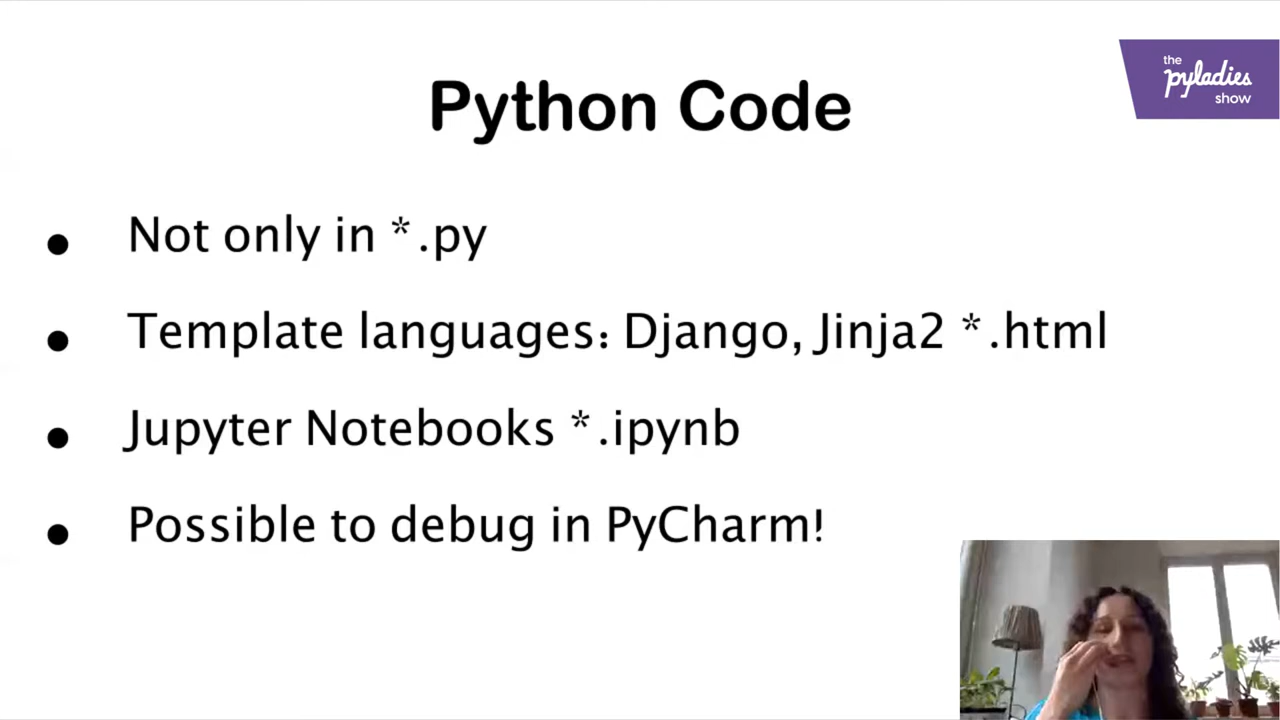 the
pyladies
show
Python Code
Not only in *.py
Template languages: Django, Jinja2 *.html
Jupyter Notebooks *.ipynb
Possible to debug in PyCharm!